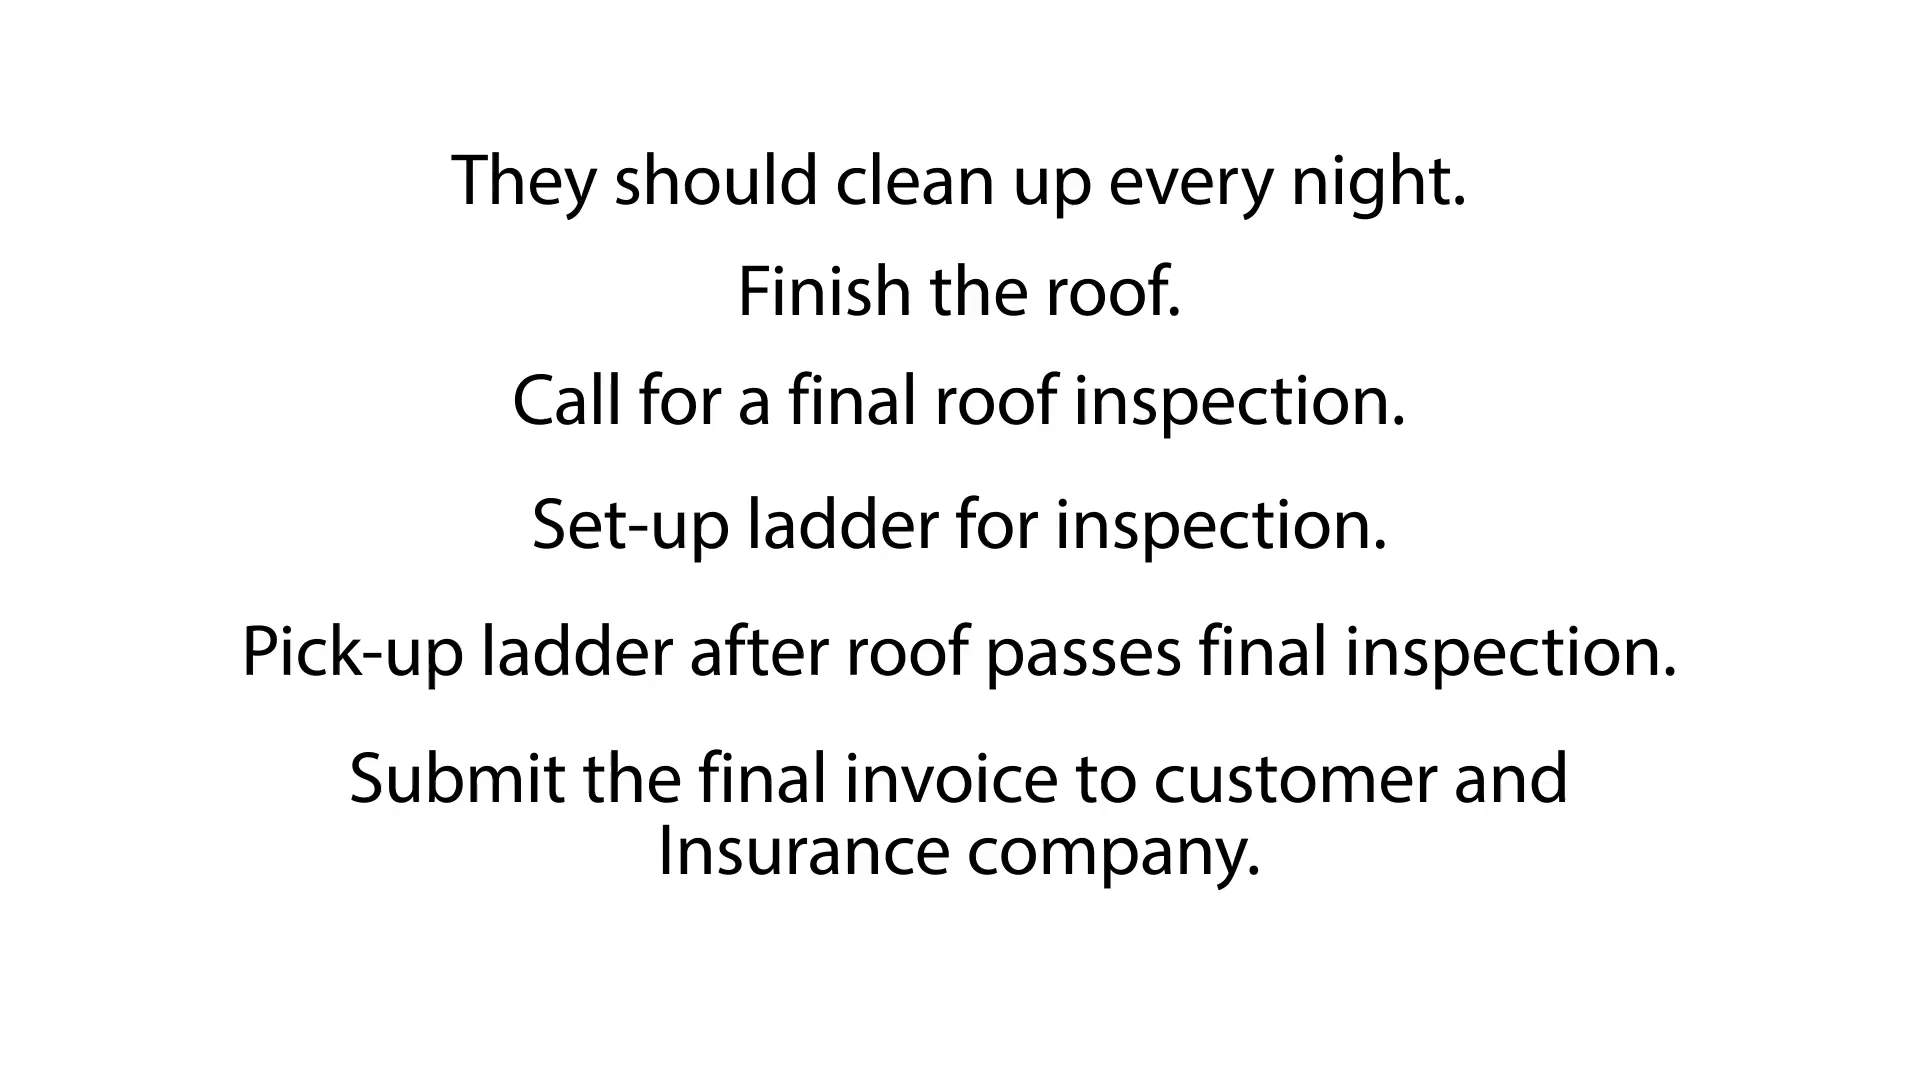 They should clean up every night.
Finish the roof.
Call for a final roof inspection.
Set-up ladder for inspection.
Pick-up ladder after roof passes final inspection.
Submit the final invoice to customer and
Insurance company.